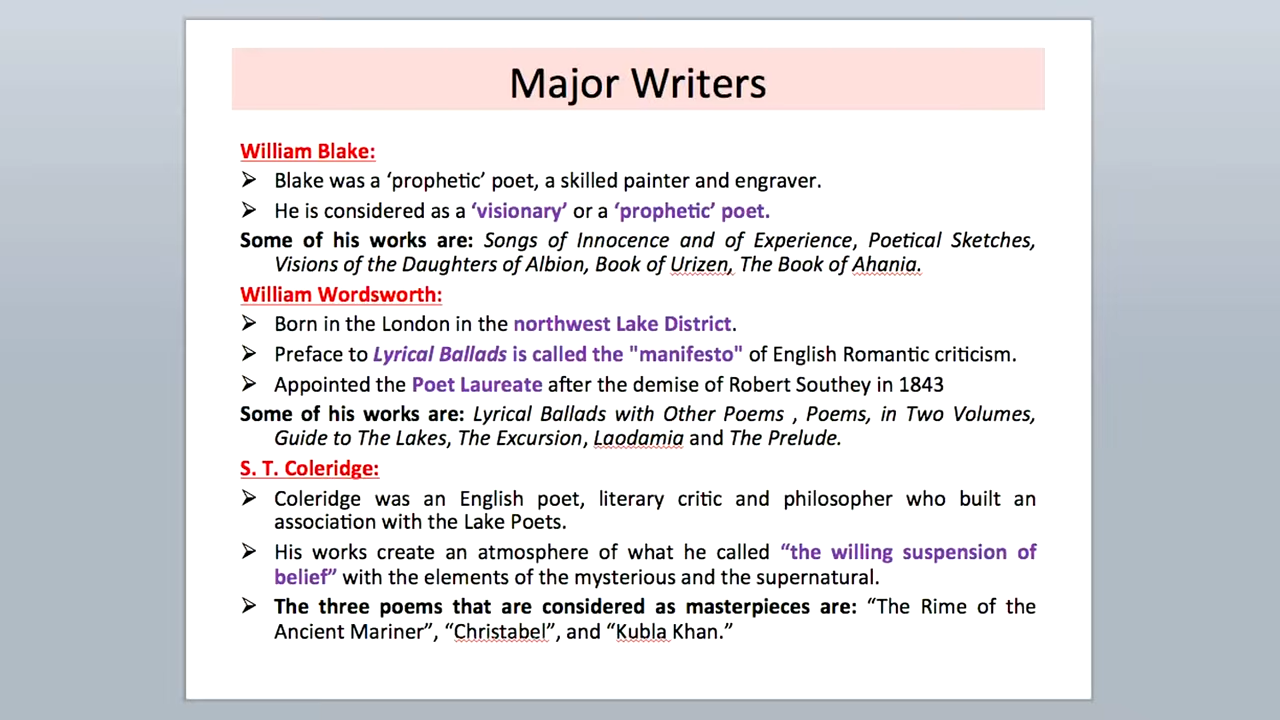 Major Writers
William Blake:
➢ Blake was a ‘prophetic’ poet, a skilled painter and engraver.
➢ He is considered as a ‘visionary’ or a ‘prophetic’ poet.
Some of his works are: Songs of Innocence and of Experience, Poetical Sketches,
Visions of the Daughters of Albion, Book of Urizen, The Book of Ahania.
William Wordsworth:
➢ Born in the London in the northwest Lake District.
➢ Preface to Lyrical Ballads is called the "manifesto" of English Romantic criticism.
➢ Appointed the Poet Laureate after the demise of Robert Southey in 1843
Some of his works are: Lyrical Ballads with Other Poems , Poems, in Two Volumes,
Guide to The Lakes, The Excursion, Laodamia and The Prelude.
S. T. Coleridge:
➢ Coleridge was an English poet, literary critic and philosopher who built an
association with the Lake Poets.
➢ His works create an atmosphere of what he called “the willing suspension of
belief” with the elements of the mysterious and the supernatural.
➢ The three poems that are considered as masterpieces are: “The Rime of the
Ancient Mariner”, “Christabel”, and “Kubla Khan.”